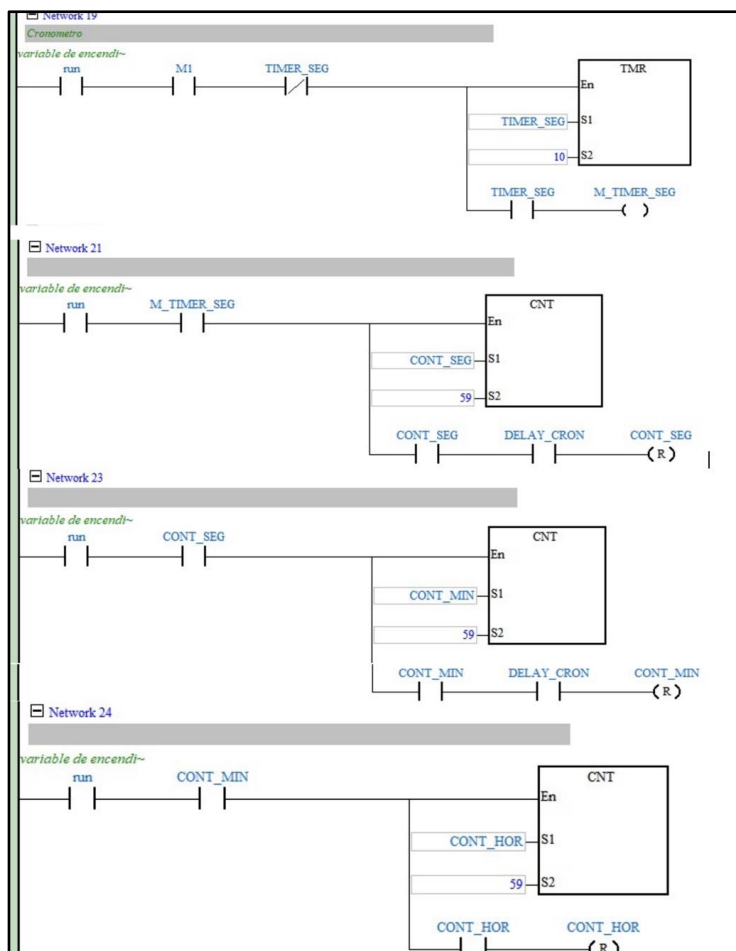 Network 19
Cronometro
variable de encendi~
run M1 TIMER_SEG
TMR
En
TIMER_SEG S1
10 S2
TIMER_SEG M_TIMER_SEG
Network 21
variable de encendi~
run M_TIMER_SEG
CNT
En
CONT_SEG S1
59 S2
CONT_SEG DELAY_CRON CONT_SEG
R
Network 23
variable de encendi~
run CONT_SEG
CNT
En
CONT_MIN S1
59 S2
CONT_MIN DELAY_CRON CONT_MIN
R
Network 24
variable de encendi~
run CONT_MIN
CNT
En
CONT_HOR S1
59 S2
CONT_HOR CONT_HOR
R